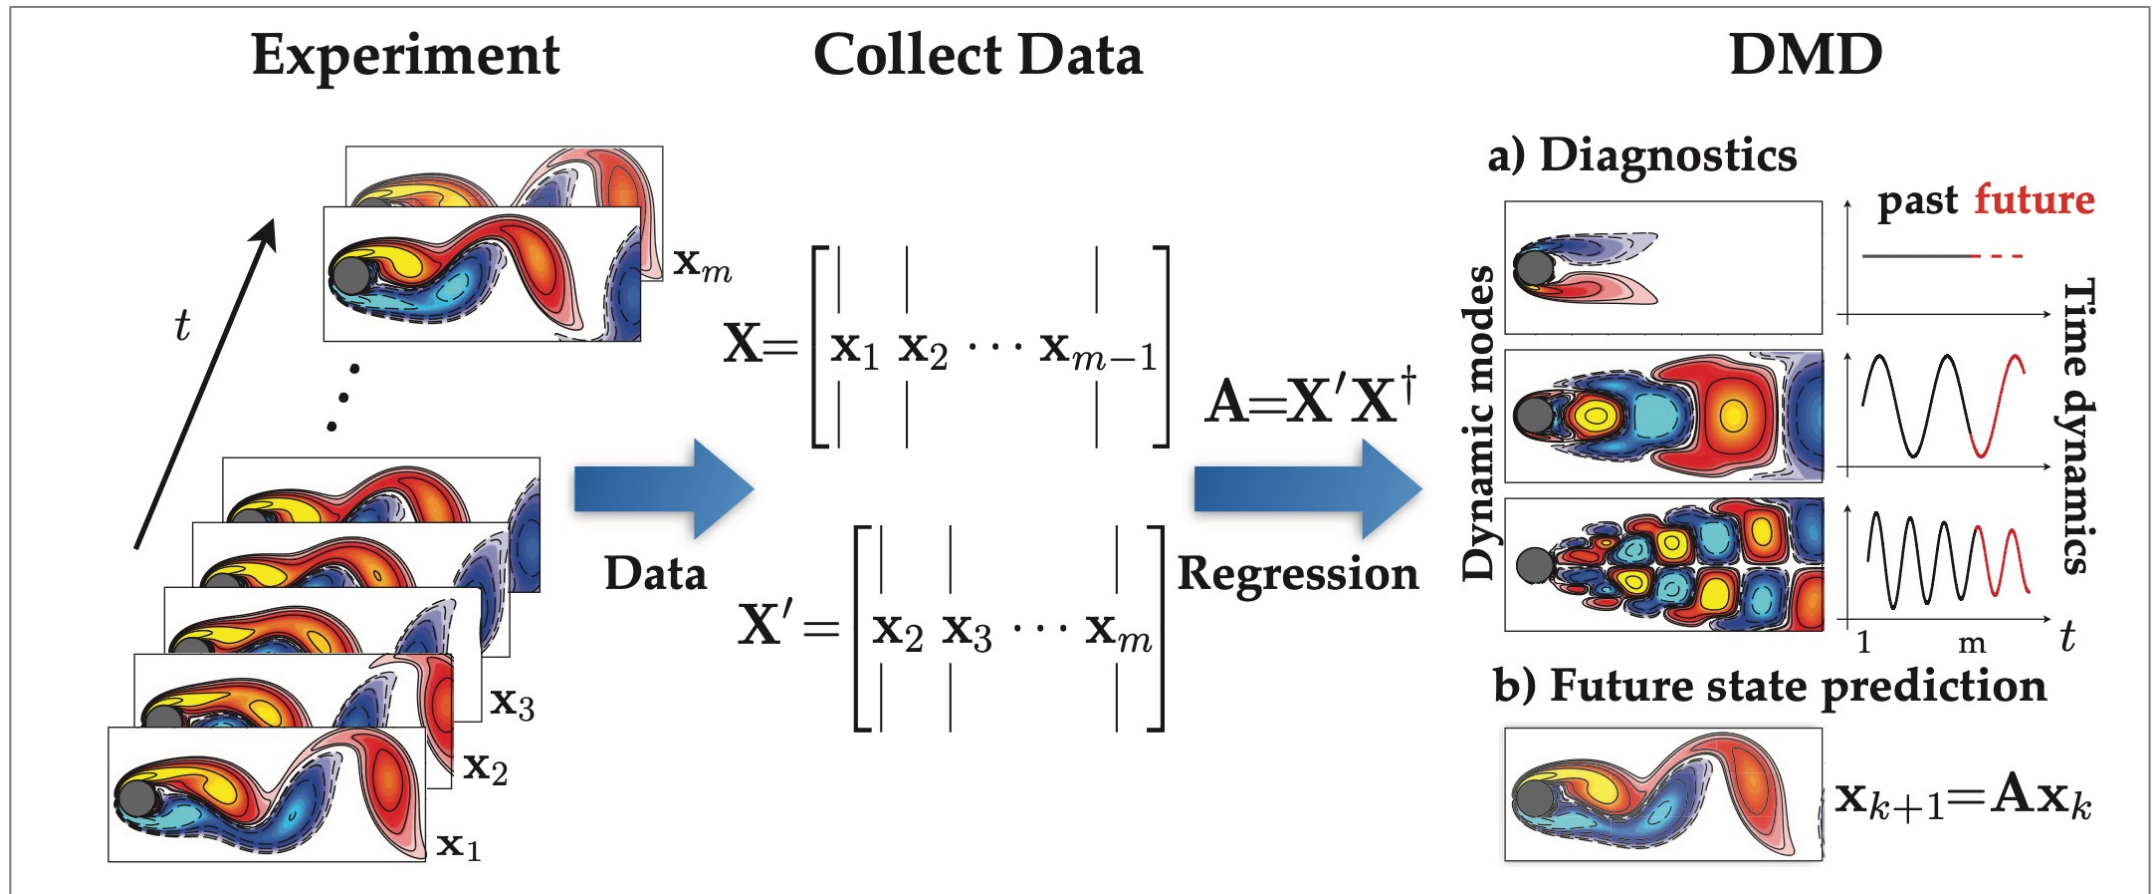 Experiment
Collect Data
DMD
t
x_m
x_3
x_2
x_1
Data
X= [x_1 x_2 ⋯ x_{m−1}]
X′= [x_2 x_3 ⋯ x_m]
A=X′X†
Regression
a) Diagnostics
past future
Dynamic modes
Time dynamics
1 m t
b) Future state prediction
x_{k+1}=Ax_k